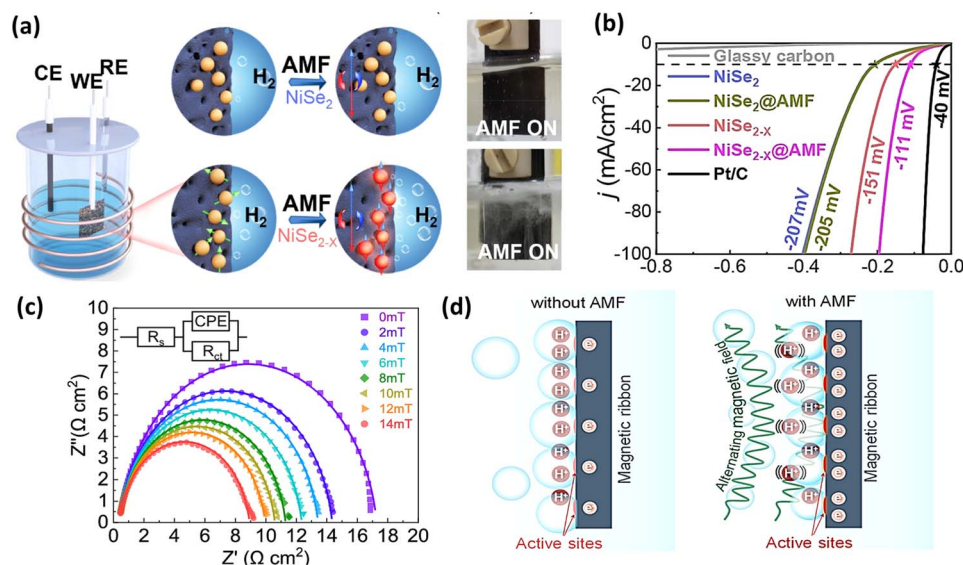 (a)
CE
WE
RE
H₂
AMF
NiSe₂
H₂
AMF ON
H₂
AMF
NiSe₂₋ₓ
H₂
AMF ON
(b)
j (mA/cm²)
0
-20
-40
-60
-80
-100
-0.8
-0.6
-0.4
-0.2
0.0
Glassy carbon
NiSe₂
NiSe₂@AMF
NiSe₂₋ₓ
NiSe₂₋ₓ@AMF
Pt/C
-207mV
-205 mV
-151 mV
-111 mV
-40 mV
(c)
Z'' (Ω cm²)
10
9
8
7
6
5
4
3
2
1
0
0 2 4 6 8 10 12 14 16 18 20
Z' (Ω cm²)
CPE
Rₛ
R꜀ₜ
0mT
2mT
4mT
6mT
8mT
10mT
12mT
14mT
(d)
without AMF
H⁺ H⁺ H⁺ H⁺ H⁺ H⁺ H⁺ H⁺ H⁺
e e e e
Magnetic ribbon
Active sites
with AMF
Alternating magnetic field
H⁺ H⁺ H⁺ H⁺ H⁺ H⁺ H⁺ H⁺ H⁺
e e e e e e e e e
Magnetic ribbon
Active sites